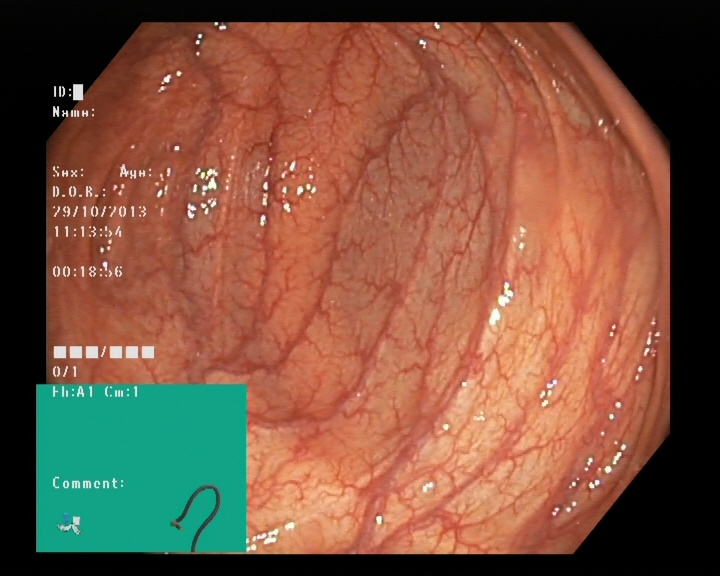 ID:
Name:
Sex: Age:
D.O.B.:
29/10/2013
11:13:54
00:18:56
■■■/■■■
0/1
Eh:A1 Cm:1
Comment: